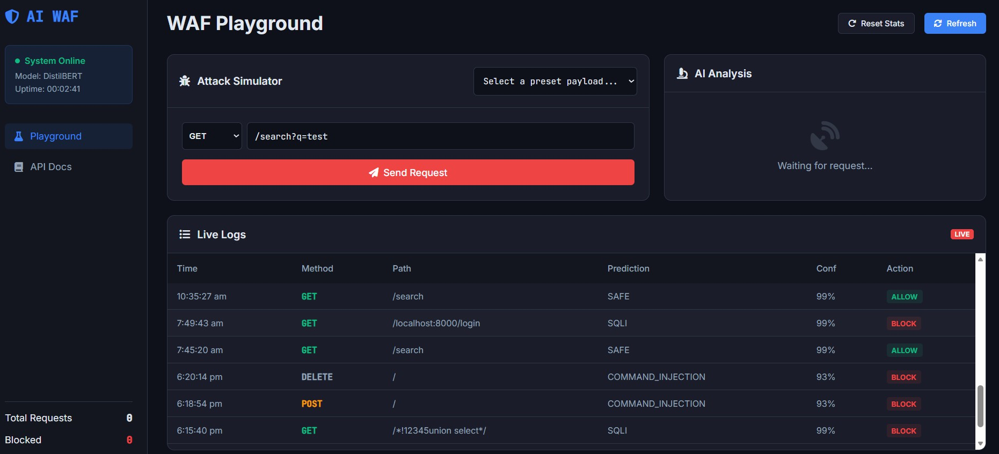 AI WAF
System Online
Model: DistilBERT
Uptime: 00:02:41
Playground
API Docs
Total Requests 0
Blocked 0
WAF Playground
Reset Stats
Refresh
Attack Simulator
Select a preset payload...
GET
/search?q=test
Send Request
AI Analysis
Waiting for request...
Live Logs
LIVE
Time Method Path Prediction Conf Action
10:35:27 am GET /search SAFE 99% ALLOW
7:49:43 am GET /localhost:8000/login SQLI 99% BLOCK
7:45:20 am GET /search SAFE 99% ALLOW
6:20:14 pm DELETE / COMMAND_INJECTION 93% BLOCK
6:18:54 pm POST / COMMAND_INJECTION 93% BLOCK
6:15:40 pm GET /*!12345union select*/ SQLI 99% BLOCK